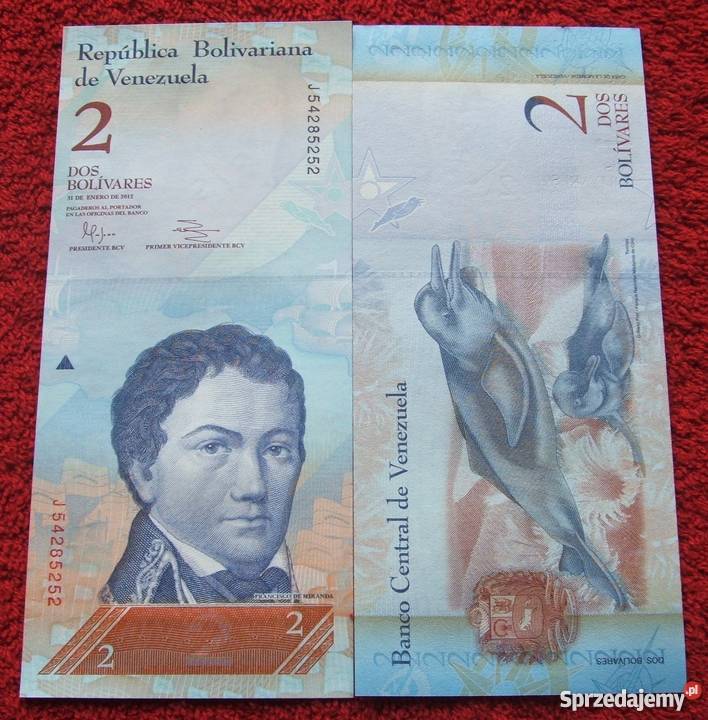 República Bolivariana
de Venezuela
2
DOS
BOLÍVARES
31 DE ENERO DE 2012
PAGADEROS AL PORTADOR
EN LAS OFICINAS DEL BANCO
PRESIDENTE BCV
PRIMER VICEPRESIDENTE BCV
J54285252
J54285252
FRANCISCO DE MIRANDA
2
2
2
DOS
BOLÍVARES
Banco Central de Venezuela
DOS BOLÍVARES
Sprzedajemy.pl